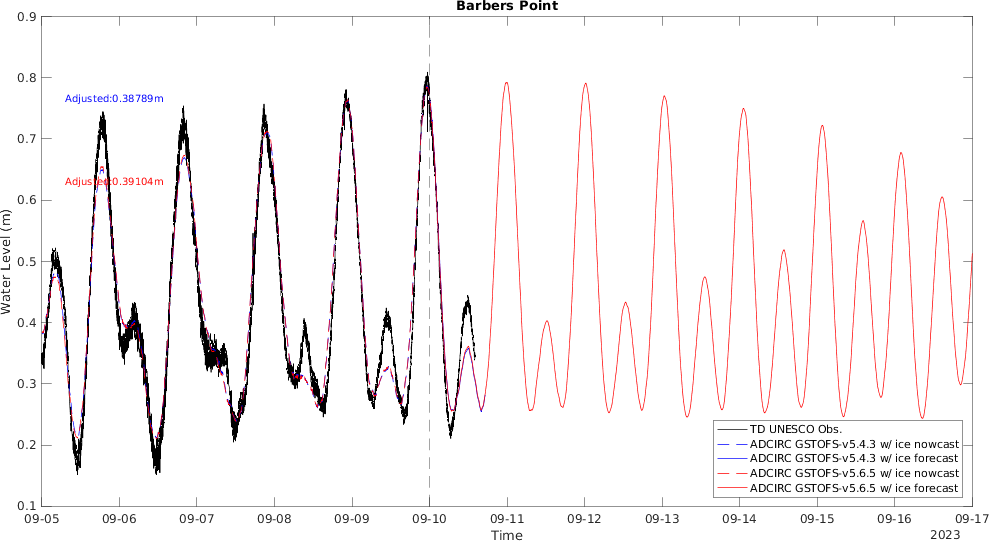 Barbers Point
0.9
0.8
0.7
0.6
0.5
0.4
0.3
0.2
0.1
Water Level (m)
Adjusted:0.38789m
Adjusted:0.39104m
TD UNESCO Obs.
ADCIRC GSTOFS-v5.4.3 w/ ice nowcast
ADCIRC GSTOFS-v5.4.3 w/ ice forecast
ADCIRC GSTOFS-v5.6.5 w/ ice nowcast
ADCIRC GSTOFS-v5.6.5 w/ ice forecast
09-05 09-06 09-07 09-08 09-09 09-10 09-11 09-12 09-13 09-14 09-15 09-16 09-17
Time
2023